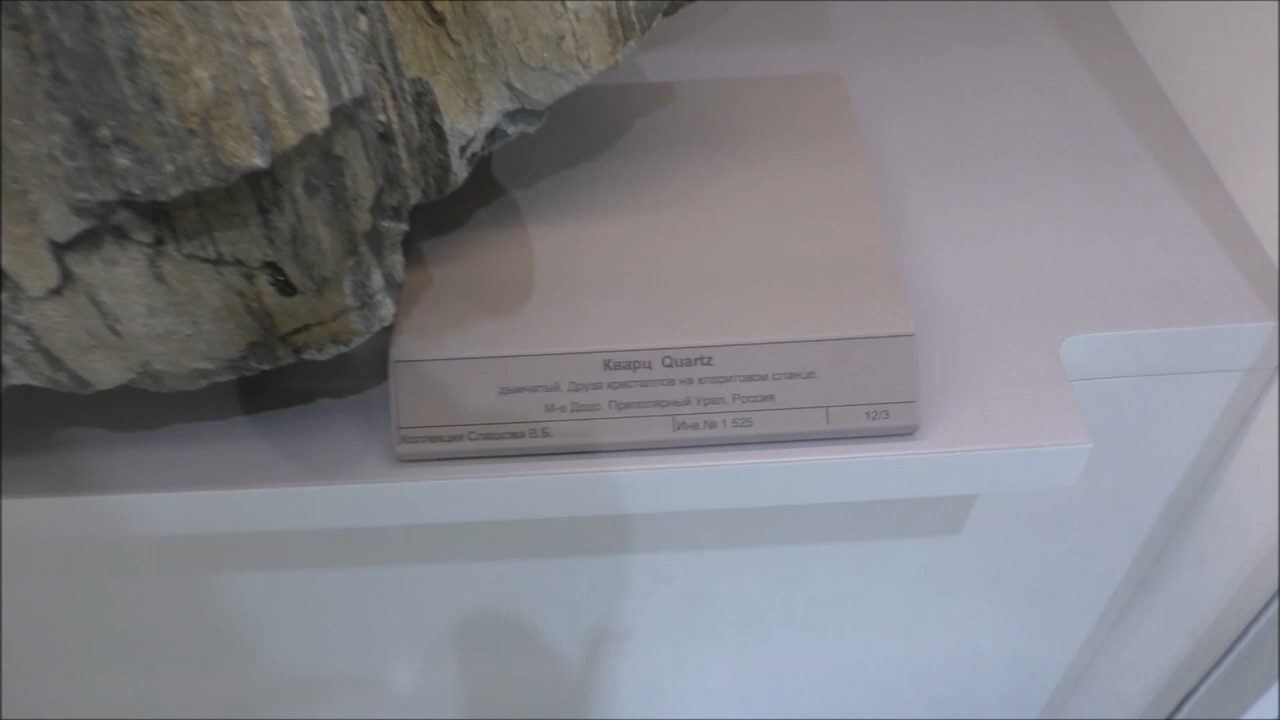 Кварц Quartz
дымчатый. Друза кристаллов на хлоритовом сланце.
М-е Додо, Приполярный Урал, Россия
Коллекция В.Б. Инв.№ 1 525 12/3